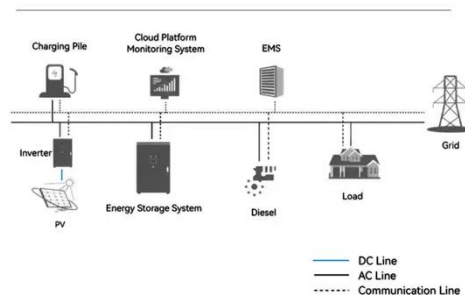 Charging Pile
Cloud Platform
Monitoring System
EMS
Grid
Inverter
PV
Energy Storage System
Diesel
Load
DC Line
AC Line
Communication Line